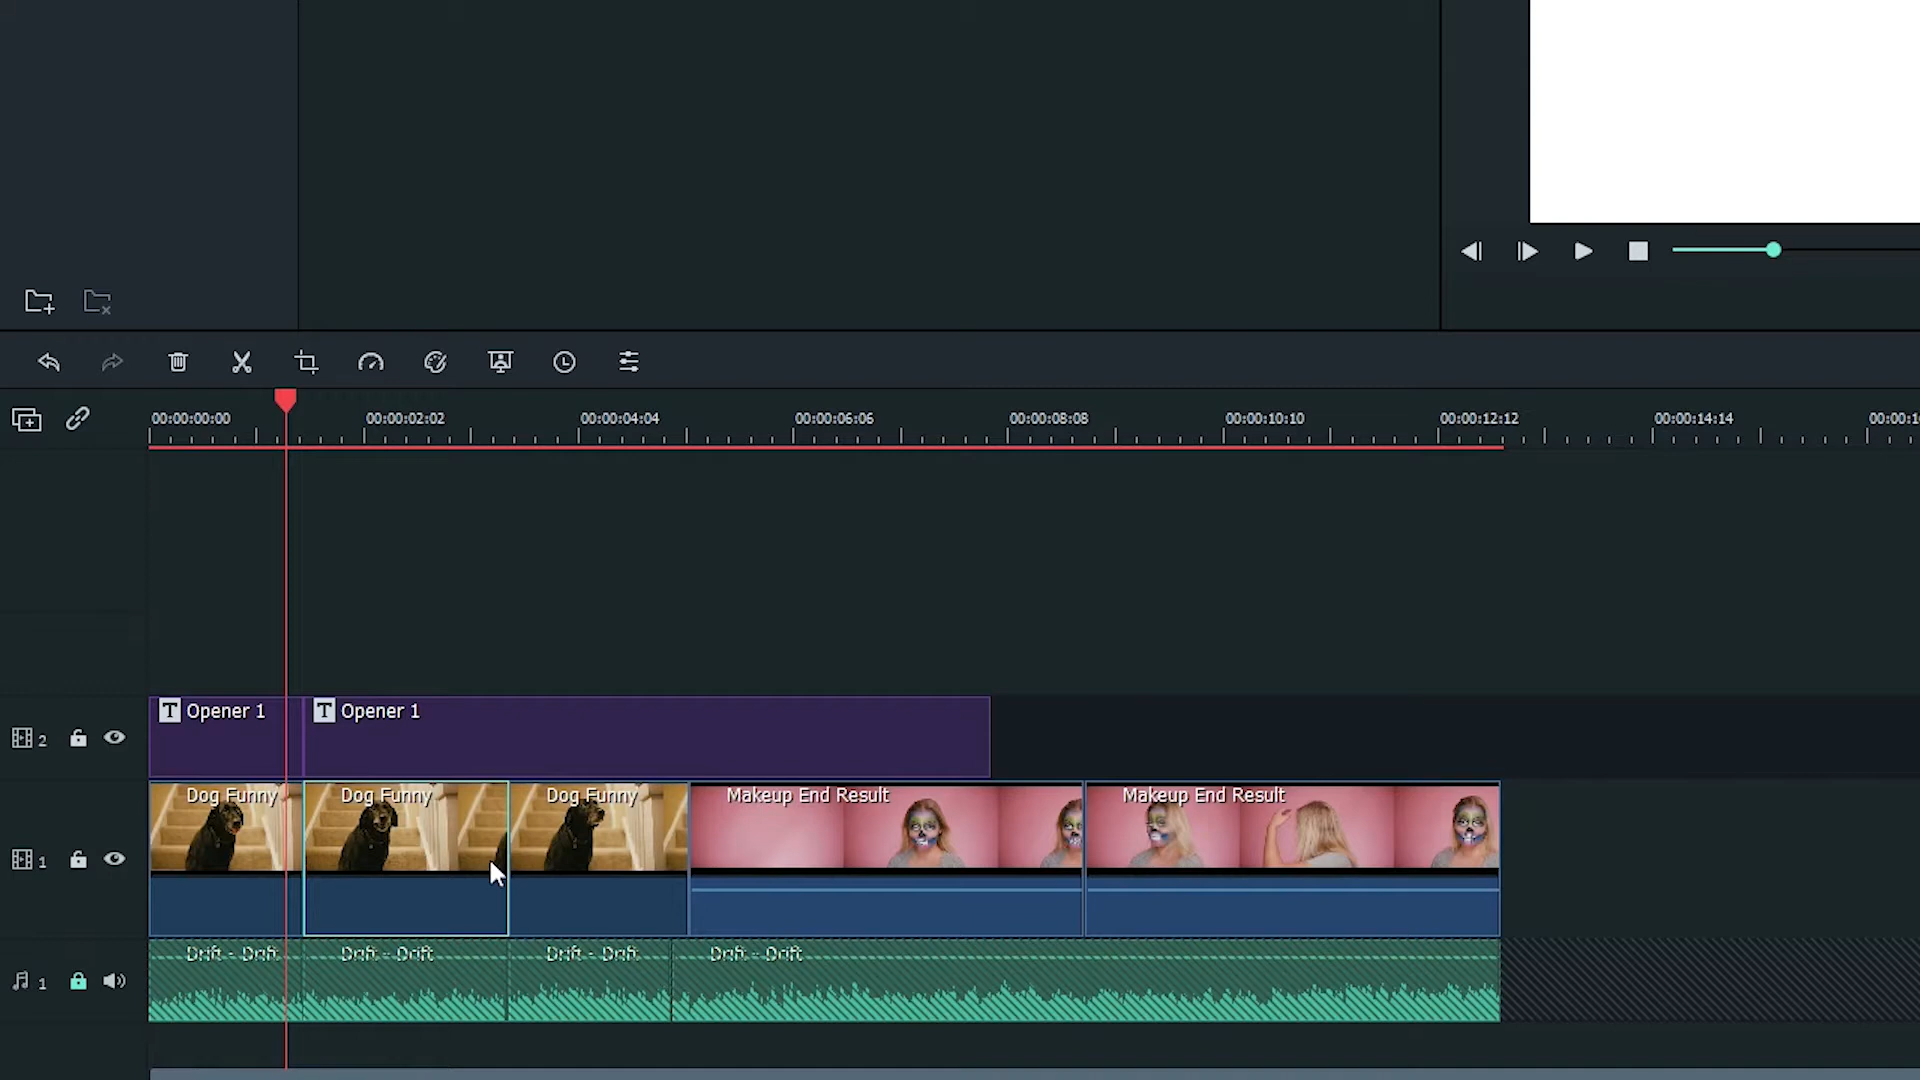 00:00:00:00 00:00:02:02 00:00:04:04 00:00:06:06 00:00:08:08 00:00:10:10 00:00:12:12 00:00:14:14 00:00:1
T Opener 1 T Opener 1
2
Dog Funny Dog Funny Dog Funny Makeup End Result Makeup End Result
1
Drift - Drift Drift - Drift Drift - Drift Drift - Drift
1